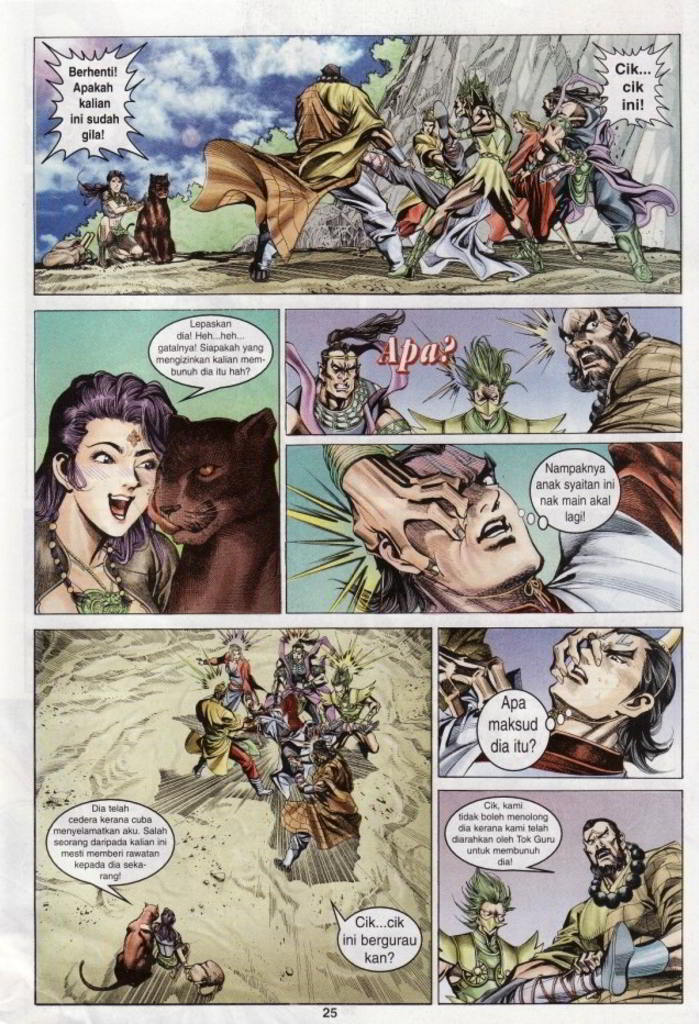 Berhenti!
Apakah
kalian
ini sudah
gila!
Cik...
cik
ini!
Lepaskan
dia! Heh...heh...
gatalnya! Siapakah yang
mengizinkan kalian mem-
bunuh dia itu hah?
Apa?
Nampaknya
anak syaitan ini
nak main akal
lagi!
Dia telah
cedera kerana cuba
menyelamatkan aku. Salah
seorang daripada kalian ini
mesti memberi rawatan
kepada dia seka-
rang!
Cik...cik
ini bergurau
kan?
Apa
maksud
dia itu?
Cik, kami
tidak boleh menolong
dia kerana kami telah
diarahkan oleh Tok Guru
untuk membunuh
dia!
25